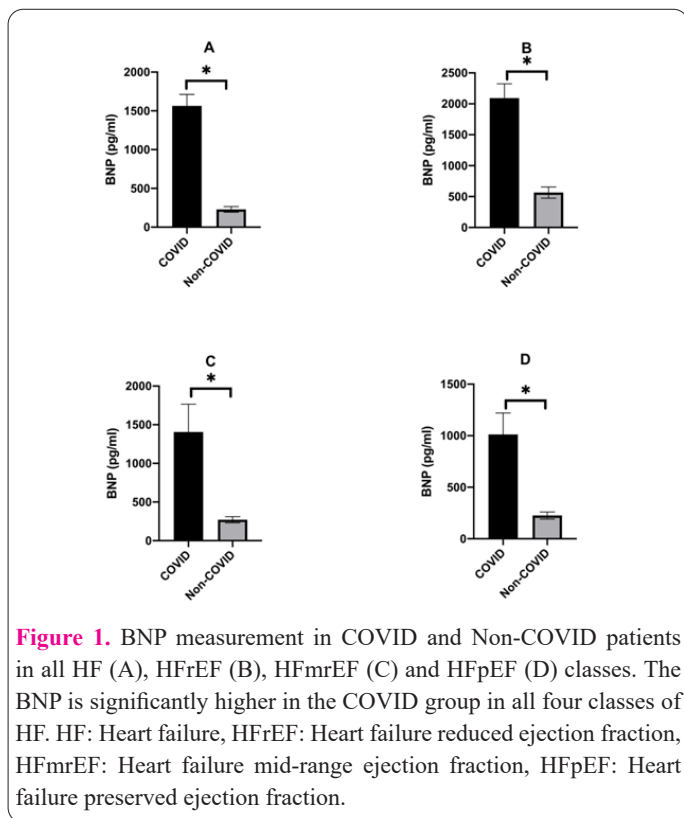 A
*
2000
1500
1000
500
0
BNP (pg/ml)
COVID
Non-COVID
B
*
2500
2000
1500
1000
500
0
BNP (pg/ml)
COVID
Non-COVID
C
*
2000
1500
1000
500
0
BNP (pg/ml)
COVID
Non-COVID
D
*
1500
1000
500
0
BNP (pg/ml)
COVID
Non-COVID
Figure 1. BNP measurement in COVID and Non-COVID patients
in all HF (A), HFrEF (B), HFmrEF (C) and HFpEF (D) classes. The
BNP is significantly higher in the COVID group in all four classes of
HF. HF: Heart failure, HFrEF: Heart failure reduced ejection fraction,
HFmrEF: Heart failure mid-range ejection fraction, HFpEF: Heart
failure preserved ejection fraction.